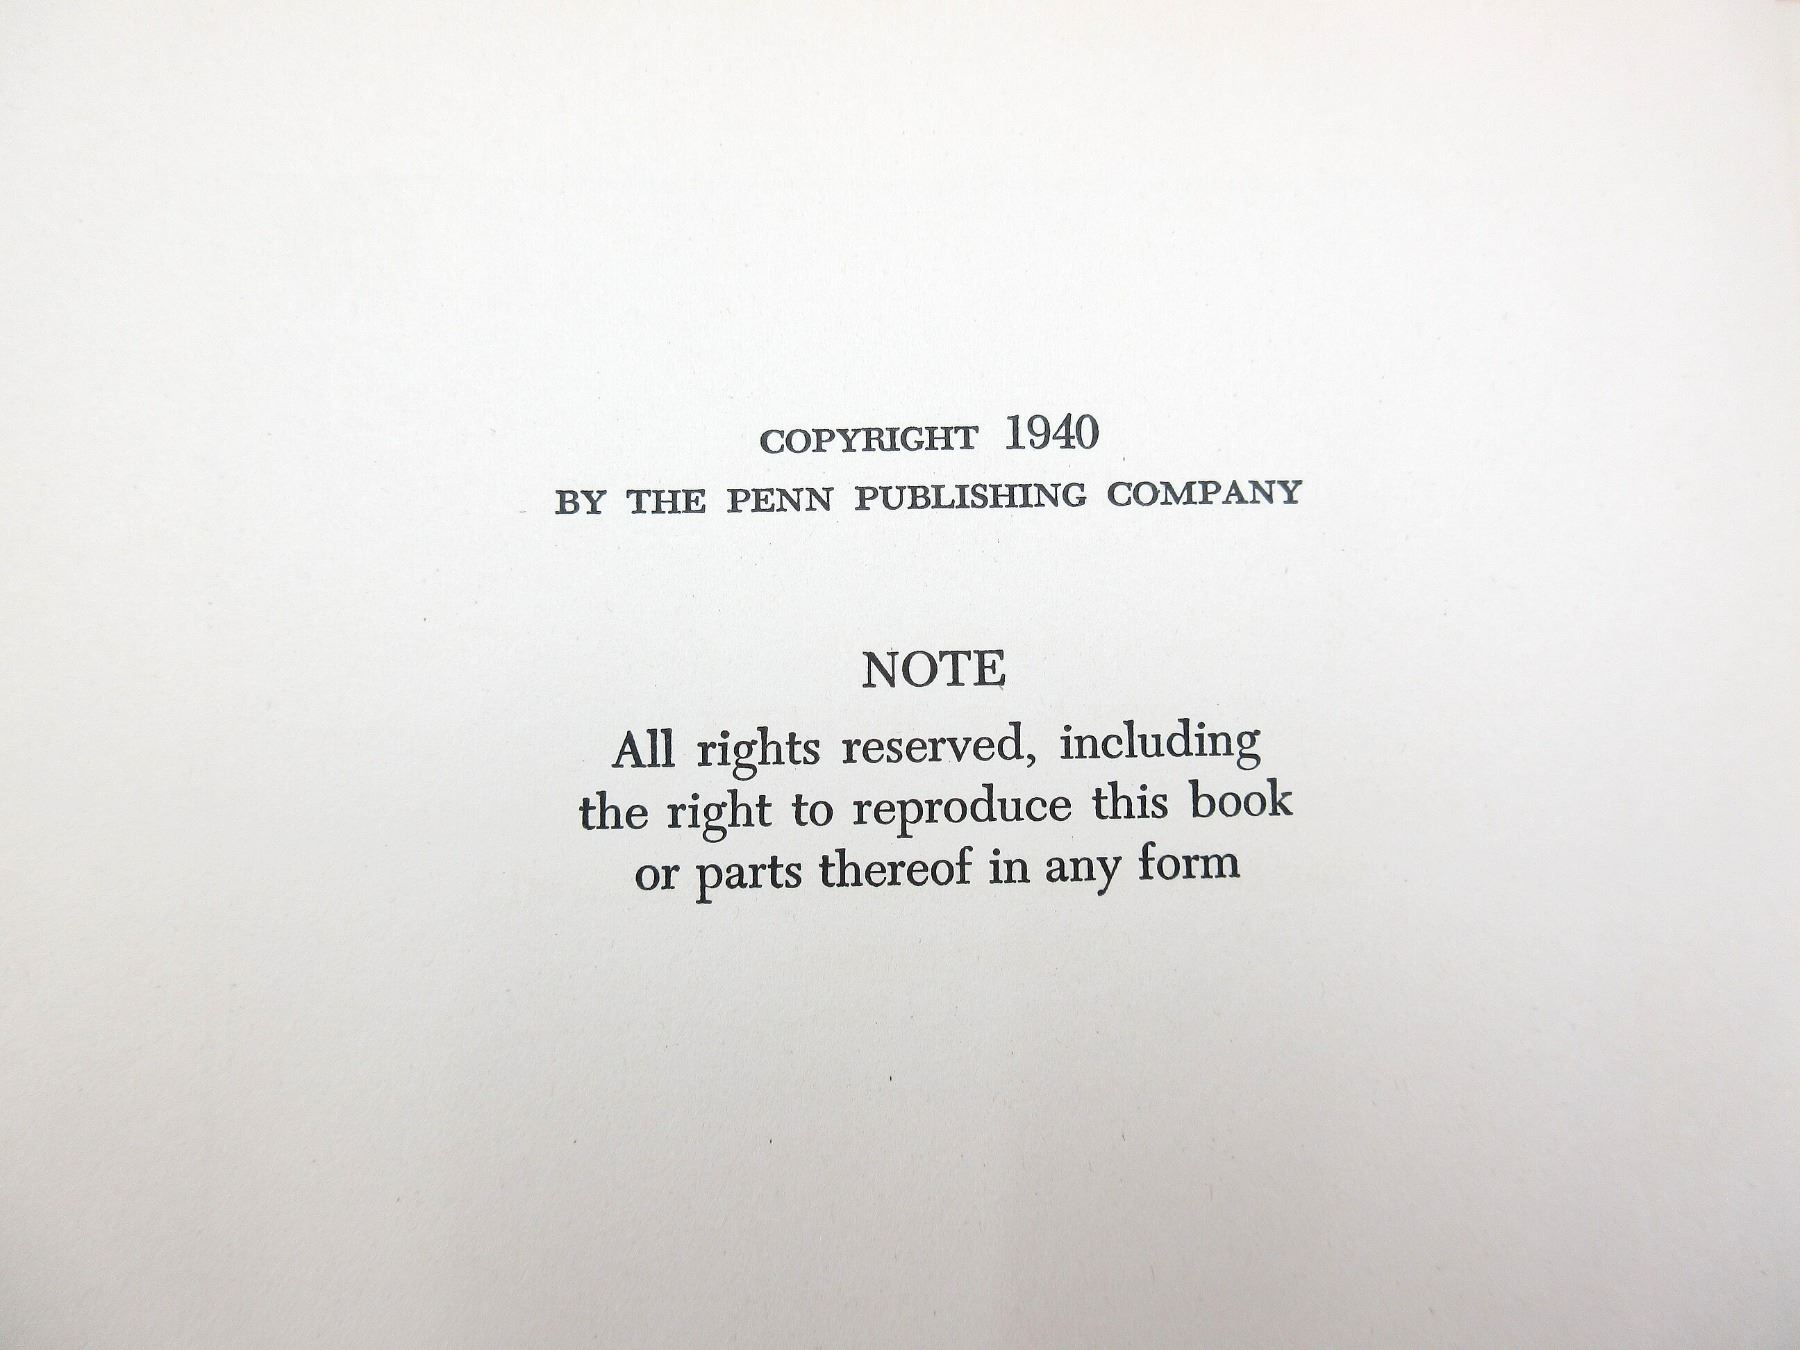 COPYRIGHT 1940
BY THE PENN PUBLISHING COMPANY
NOTE
All rights reserved, including
the right to reproduce this book
or parts thereof in any form